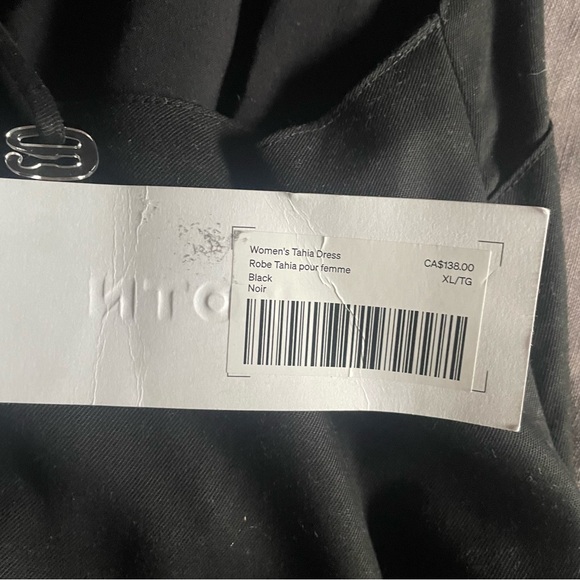 Women's Tahia Dress
Robe Tahia pour femme
Black
Noir
CA$138.00
XL/TG